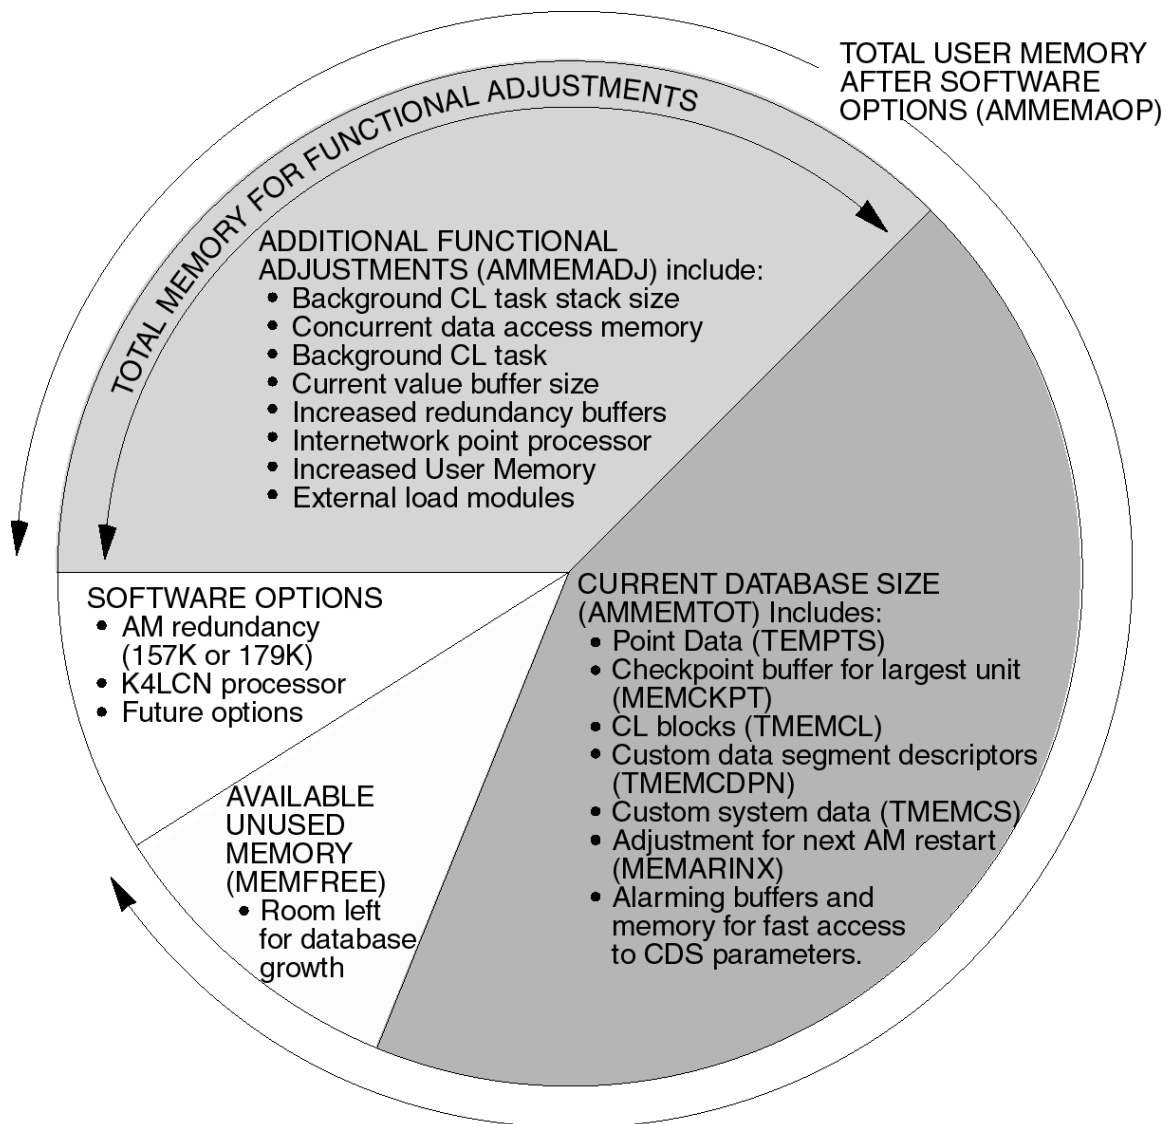 TOTAL USER MEMORY
AFTER SOFTWARE
OPTIONS (AMMEMAOP)
TOTAL MEMORY FOR FUNCTIONAL ADJUSTMENTS
ADDITIONAL FUNCTIONAL
ADJUSTMENTS (AMMEMADJ) include:
• Background CL task stack size
• Concurrent data access memory
• Background CL task
• Current value buffer size
• Increased redundancy buffers
• Internetwork point processor
• Increased User Memory
• External load modules
SOFTWARE OPTIONS
• AM redundancy
(157K or 179K)
• K4LCN processor
• Future options
AVAILABLE
UNUSED
MEMORY
(MEMFREE)
• Room left
for database
growth
CURRENT DATABASE SIZE
(AMMEMTOT) Includes:
• Point Data (TEMPTS)
• Checkpoint buffer for largest unit
(MEMCKPT)
• CL blocks (TMEMCL)
• Custom data segment descriptors
(TMEMCDPN)
• Custom system data (TMEMCS)
• Adjustment for next AM restart
(MEMARINX)
• Alarming buffers and
memory for fast access
to CDS parameters.